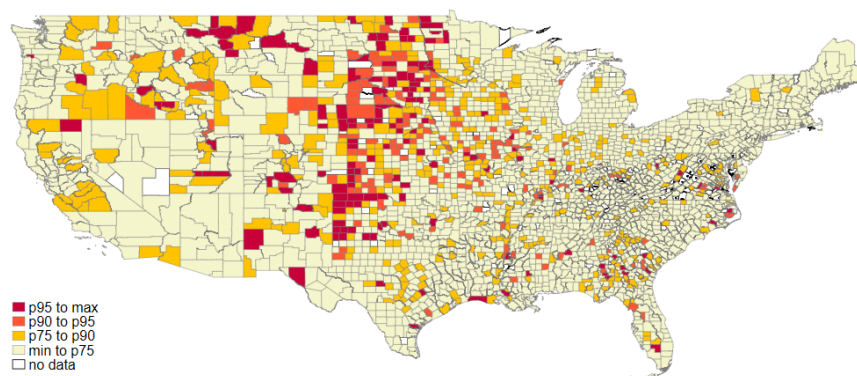 p95 to max
p90 to p95
p75 to p90
min to p75
no data